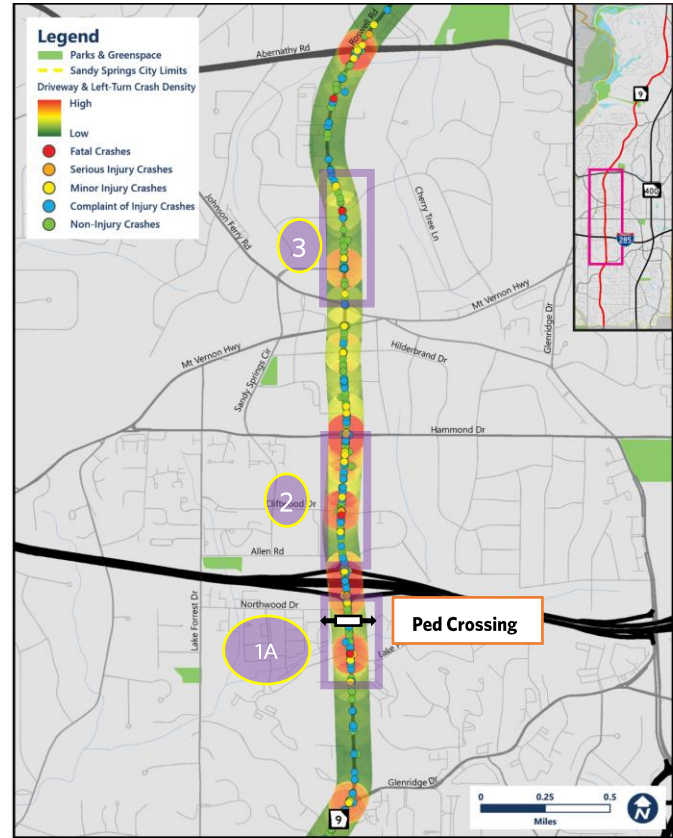 Legend
Parks & Greenspace
Sandy Springs City Limits
Driveway & Left-Turn Crash Density
High
Low
Fatal Crashes
Serious Injury Crashes
Minor Injury Crashes
Complaint of Injury Crashes
Non-Injury Crashes
Roswell Rd
Abernathy Rd
9
400
285
Johnson Ferry Rd
Cherry Tree Ln
3
Mt Vernon Hwy
Glenridge Dr
Mt Vernon Hwy
Sandy Springs Cir
Hilderbrand Dr
Hammond Dr
2
Cliftwood Dr
Allen Rd
Lake Forrest Dr
Northwood Dr
Ped Crossing
1A
Lake
Glenridge Dr
9
0 0.25 0.5
Miles
N